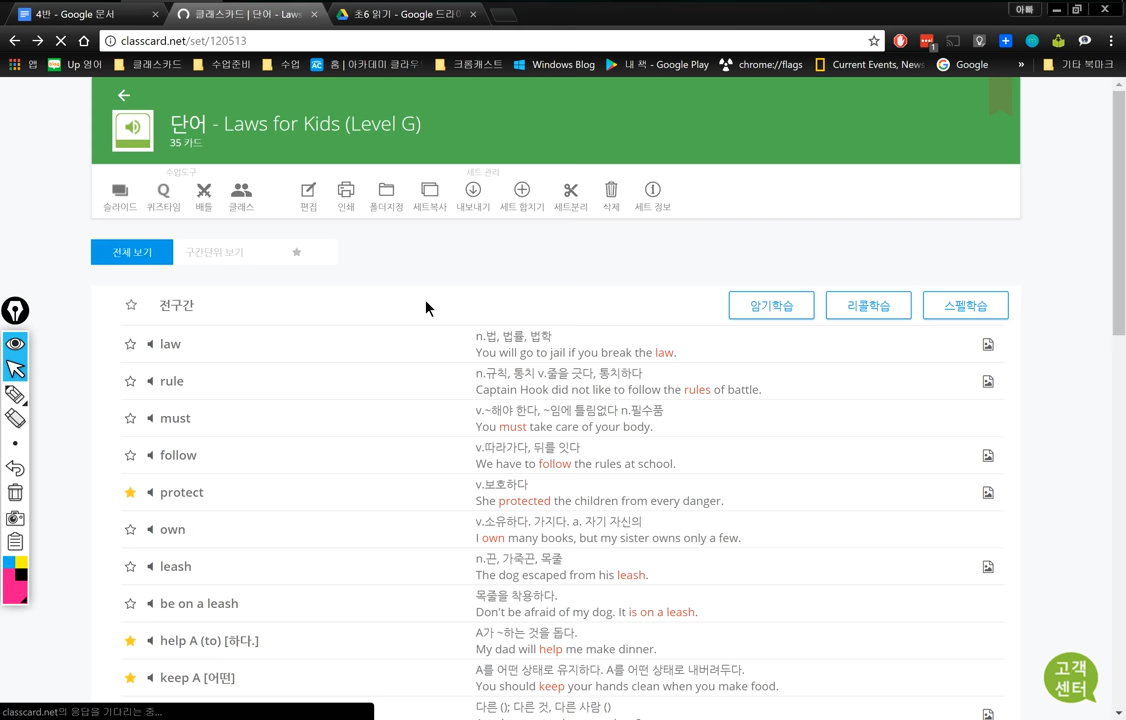 4반 - Google 문서
클래스카드 | 단어 - Laws
초6 읽기 - Google 드라이
아빠
classcard.net/set/120513
앱
Up 영어
클래스카드
수업준비
수업
홈 | 아카데미 클라우
크롬캐스트
Windows Blog
내 책 - Google Play
chrome://flags
Current Events, News
Google
»
기타 북마크
단어 - Laws for Kids (Level G)
35 카드
수업도구
세트 관리
슬라이드
퀴즈타임
배틀
클래스
편집
인쇄
폴더지정
세트복사
내보내기
세트 합치기
세트분리
삭제
세트 정보
전체 보기
구간단위 보기
전구간
암기학습
리콜학습
스펠학습
law
n.법, 법률, 법학
You will go to jail if you break the law.
rule
n.규칙, 통치 v.줄을 긋다, 통치하다
Captain Hook did not like to follow the rules of battle.
must
v.~해야 한다, ~임에 틀림없다 n.필수품
You must take care of your body.
follow
v.따라가다, 뒤를 잇다
We have to follow the rules at school.
protect
v.보호하다
She protected the children from every danger.
own
v.소유하다. 가지다. a. 자기 자신의
I own many books, but my sister owns only a few.
leash
n.끈, 가죽끈, 목줄
The dog escaped from his leash.
be on a leash
목줄을 착용하다.
Don't be afraid of my dog. It is on a leash.
help A (to) [하다.]
A가 ~하는 것을 돕다.
My dad will help me make dinner.
keep A [어떤]
A를 어떤 상태로 유지하다. A를 어떤 상태로 내버려두다.
You should keep your hands clean when you make food.
다른 (); 다른 것, 다른 사람 ()
고객
센터
classcard.net의 응답을 기다리는 중...